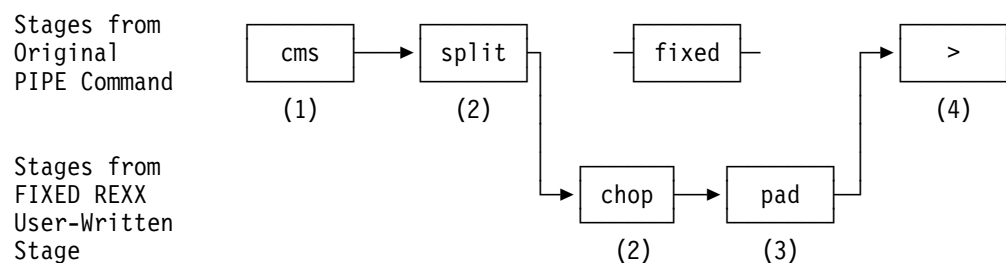 Stages from
Original
PIPE Command
cms
split
fixed
>
(1)
(2)
(4)
Stages from
FIXED REXX
User-Written
Stage
chop
pad
(2)
(3)